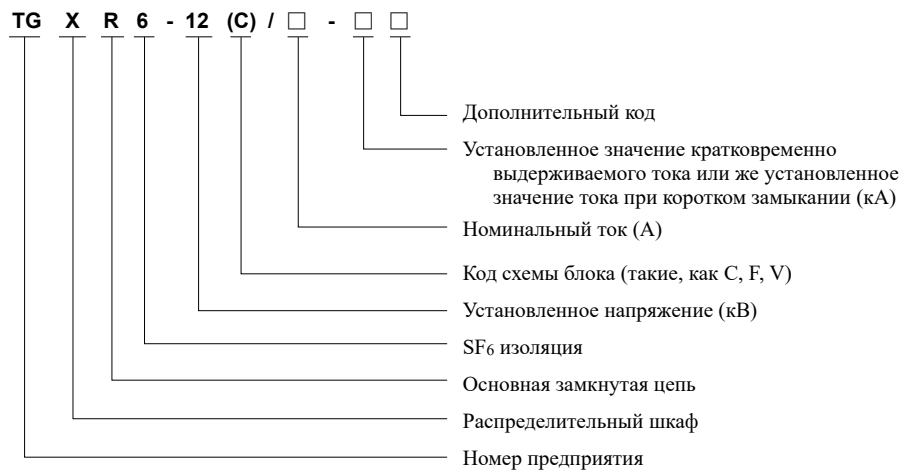 TG X R 6 - 12 (C) / □ - □ □
Дополнительный код
Установленное значение кратковременно
выдерживаемого тока или же установленное
значение тока при коротком замыкании (кА)
Номинальный ток (А)
Код схемы блока (такие, как C, F, V)
Установленное напряжение (кВ)
SF6 изоляция
Основная замкнутая цепь
Распределительный шкаф
Номер предприятия